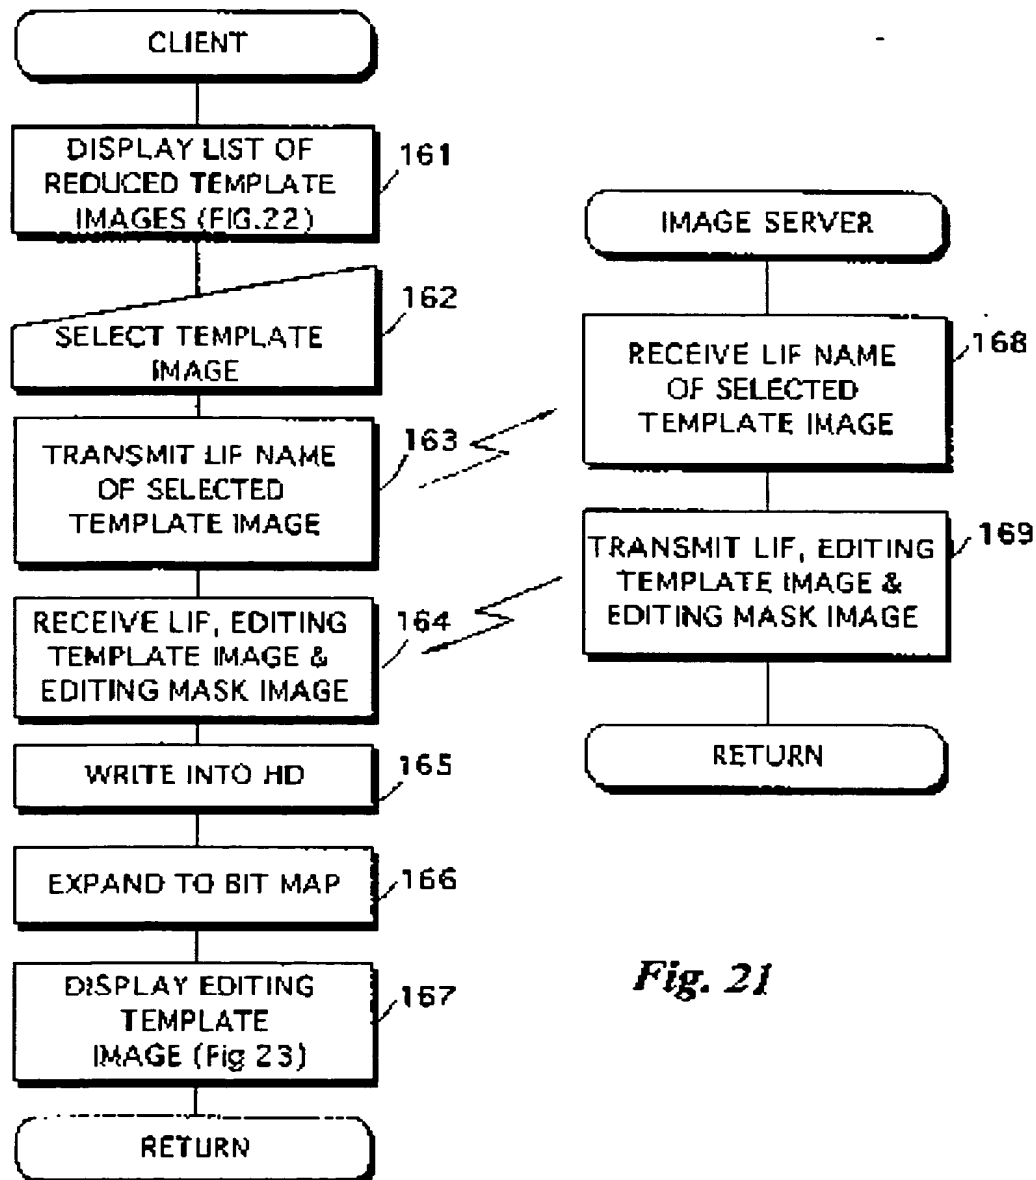 CLIENT
DISPLAY LIST OF
REDUCED TEMPLATE
IMAGES (FIG.22)
161
SELECT TEMPLATE
IMAGE
162
TRANSMIT LIF NAME
OF SELECTED
TEMPLATE IMAGE
163
RECEIVE LIF, EDITING
TEMPLATE IMAGE &
EDITING MASK IMAGE
164
WRITE INTO HD
165
EXPAND TO BIT MAP
166
DISPLAY EDITING
TEMPLATE
IMAGE (Fig 23)
167
RETURN
IMAGE SERVER
RECEIVE LIF NAME
OF SELECTED
TEMPLATE IMAGE
168
TRANSMIT LIF, EDITING
TEMPLATE IMAGE &
EDITING MASK IMAGE
169
RETURN
Fig. 21